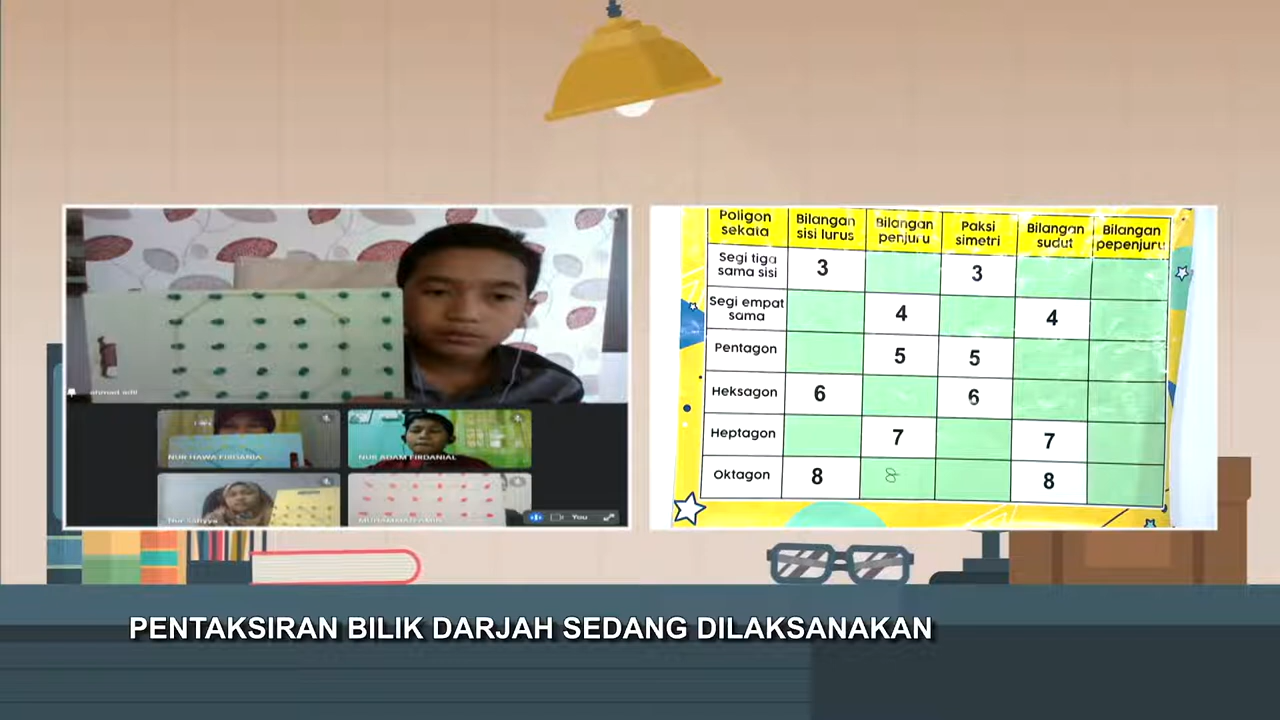 Poligon sekata
Bilangan sisi lurus
Bilangan penjuru
Paksi simetri
Bilangan sudut
Bilangan pepenjuru
Segi tiga sama sisi
3
3
Segi empat sama
4
4
Pentagon
5
5
Heksagon
6
6
Heptagon
7
7
Oktagon
8
8
8
ahmad adil
NUR HAWA FIRDANIA
NUR ADAM FIRDANIAL
You
PENTAKSIRAN BILIK DARJAH SEDANG DILAKSANAKAN